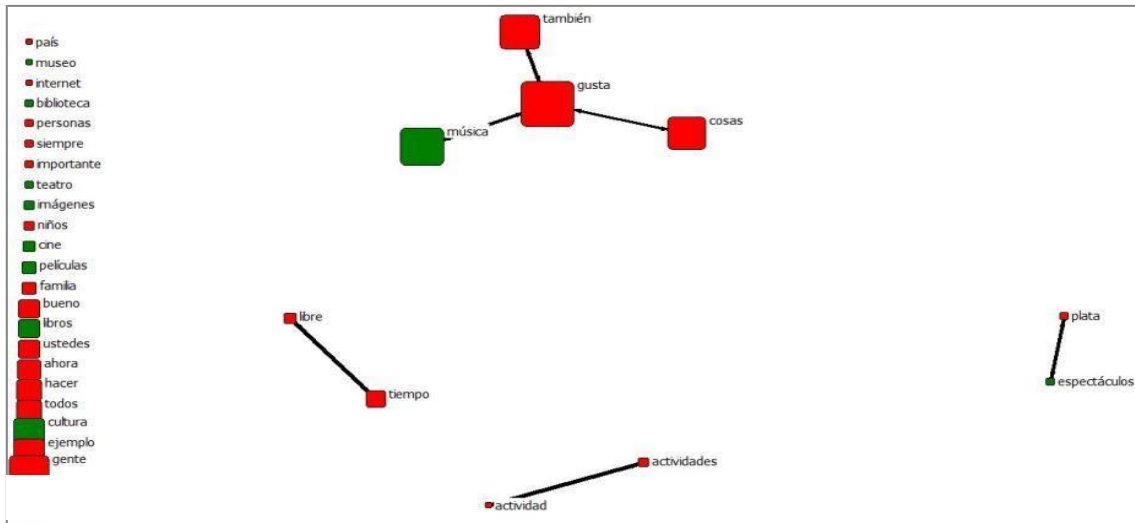 país
museo
internet
biblioteca
personas
siempre
importante
teatro
imágenes
niños
cine
películas
familia
bueno
libros
ustedes
ahora
hacer
todos
cultura
ejemplo
gente
también
gusta
cosas
música
libre
tiempo
plata
espectáculos
actividades
actividad